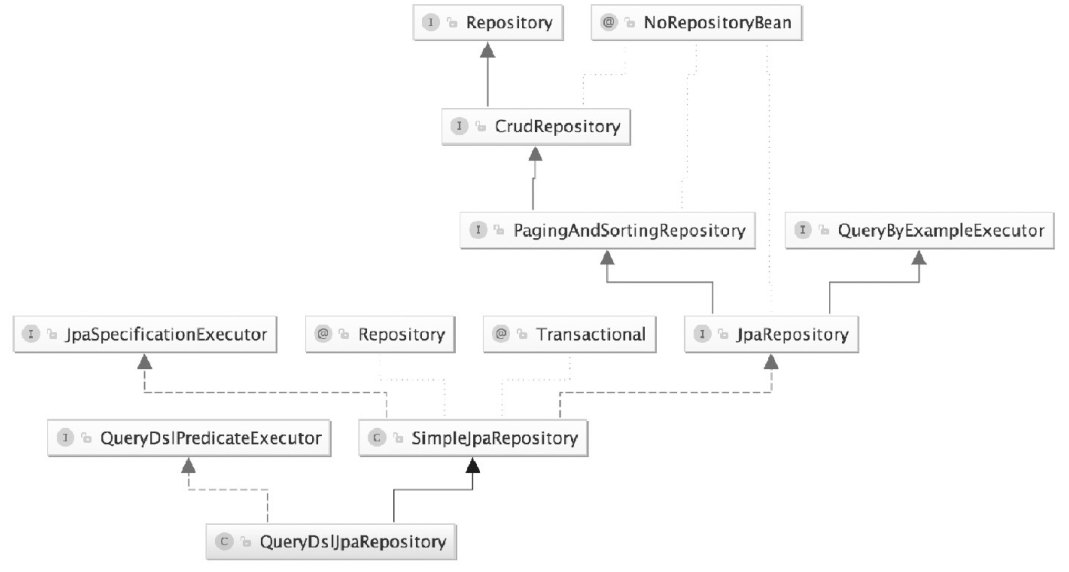 I Repository
@ NoRepositoryBean
I CrudRepository
I PagingAndSortingRepository
I QueryByExampleExecutor
I JpaSpecificationExecutor
@ Repository
@ Transactional
I JpaRepository
I QueryDslPredicateExecutor
C SimpleJpaRepository
C QueryDslJpaRepository